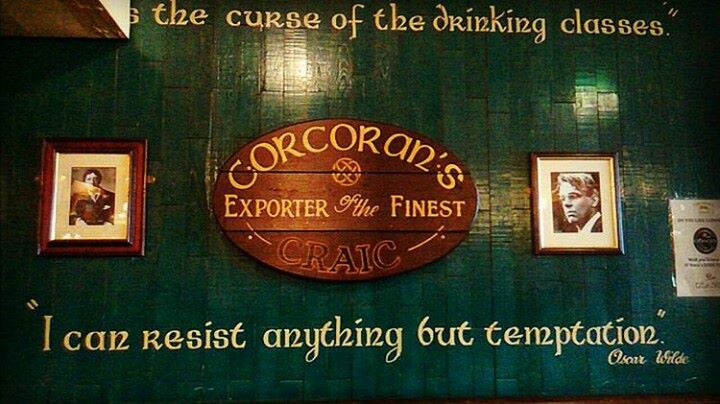 s the curse of the drinking classes."
CORCORAN'S
EXPORTER of the FINEST
CRAIC
"I can resist anything but temptation."
Oscar Wilde